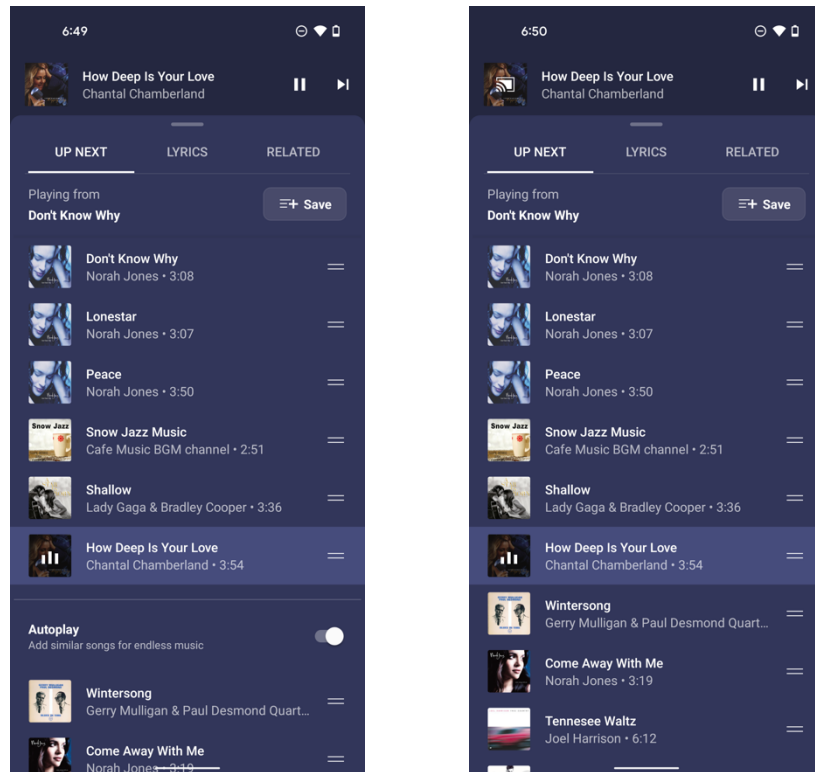 6:49
How Deep Is Your Love
Chantal Chamberland
UP NEXT LYRICS RELATED
Playing from
Don't Know Why
Save
Don't Know Why
Norah Jones • 3:08
Lonestar
Norah Jones • 3:07
Peace
Norah Jones • 3:50
Snow Jazz
Snow Jazz Music
Cafe Music BGM channel • 2:51
Shallow
Lady Gaga & Bradley Cooper • 3:36
How Deep Is Your Love
Chantal Chamberland • 3:54
Autoplay
Add similar songs for endless music
Wintersong
Gerry Mulligan & Paul Desmond Quart...
Come Away With Me
Norah Jones • 3:19
6:50
How Deep Is Your Love
Chantal Chamberland
UP NEXT LYRICS RELATED
Playing from
Don't Know Why
Save
Don't Know Why
Norah Jones • 3:08
Lonestar
Norah Jones • 3:07
Peace
Norah Jones • 3:50
Snow Jazz
Snow Jazz Music
Cafe Music BGM channel • 2:51
Shallow
Lady Gaga & Bradley Cooper • 3:36
How Deep Is Your Love
Chantal Chamberland • 3:54
Wintersong
Gerry Mulligan & Paul Desmond Quart...
Come Away With Me
Norah Jones • 3:19
Tennesee Waltz
Joel Harrison • 6:12